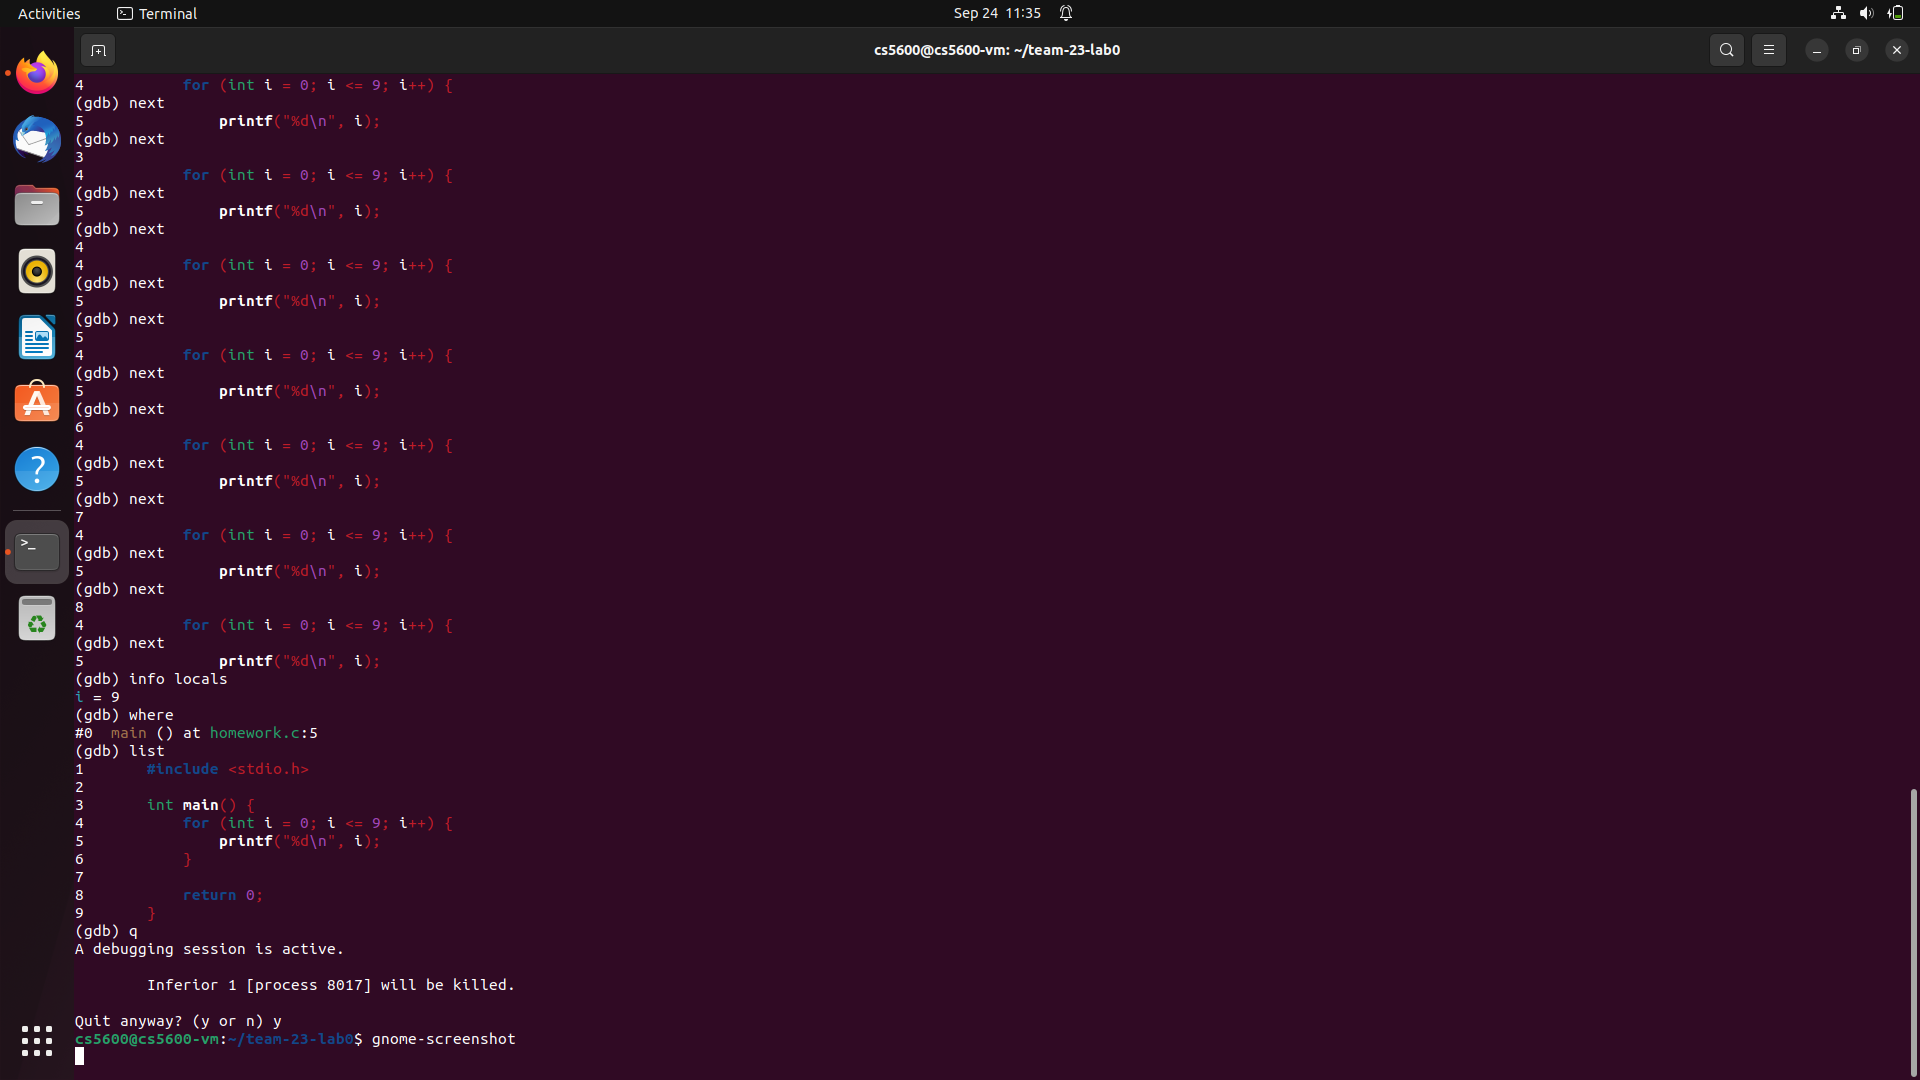 Activities Terminal Sep 24 11:35
cs5600@cs5600-vm: ~/team-23-lab0
4 for (int i = 0; i <= 9; i++) {
(gdb) next
5 printf("%d\n", i);
(gdb) next
3
4 for (int i = 0; i <= 9; i++) {
(gdb) next
5 printf("%d\n", i);
(gdb) next
4
4 for (int i = 0; i <= 9; i++) {
(gdb) next
5 printf("%d\n", i);
(gdb) next
5
4 for (int i = 0; i <= 9; i++) {
(gdb) next
5 printf("%d\n", i);
(gdb) next
6
4 for (int i = 0; i <= 9; i++) {
(gdb) next
5 printf("%d\n", i);
(gdb) next
7
4 for (int i = 0; i <= 9; i++) {
(gdb) next
5 printf("%d\n", i);
(gdb) next
8
4 for (int i = 0; i <= 9; i++) {
(gdb) next
5 printf("%d\n", i);
(gdb) info locals
i = 9
(gdb) where
#0 main () at homework.c:5
(gdb) list
1 #include <stdio.h>
2
3 int main() {
4 for (int i = 0; i <= 9; i++) {
5 printf("%d\n", i);
6 }
7
8 return 0;
9 }
(gdb) q
A debugging session is active.
Inferior 1 [process 8017] will be killed.
Quit anyway? (y or n) y
cs5600@cs5600-vm:~/team-23-lab0$ gnome-screenshot